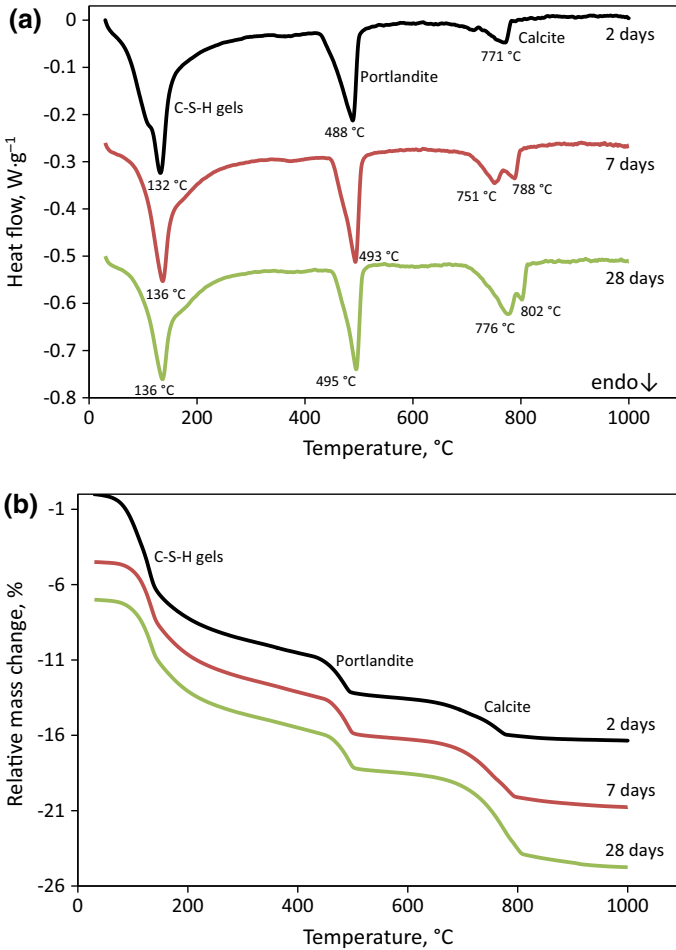 (a)
Heat flow, W·g⁻¹
0
-0.1
-0.2
-0.3
-0.4
-0.5
-0.6
-0.7
-0.8
C-S-H gels
Portlandite
Calcite
2 days
132 °C
488 °C
771 °C
7 days
136 °C
493 °C
751 °C
788 °C
28 days
136 °C
495 °C
776 °C
802 °C
endo↓
0
200
400
600
800
1000
Temperature, °C
(b)
Relative mass change, %
-1
-6
-11
-16
-21
-26
C-S-H gels
Portlandite
Calcite
2 days
7 days
28 days
0
200
400
600
800
1000
Temperature, °C